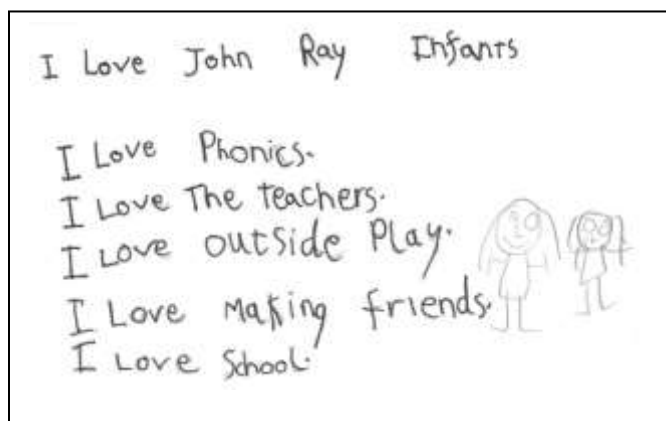 I Love John Ray Infants
I Love Phonics.
I Love The teachers.
I Love outside Play.
I Love Making friends.
I Love School.